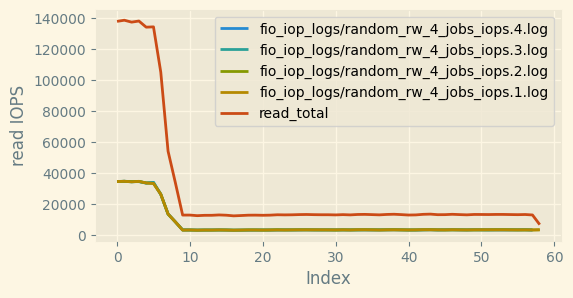 140000
120000
100000
80000
60000
40000
20000
0
read IOPS
fio_iop_logs/random_rw_4_jobs_iops.4.log
fio_iop_logs/random_rw_4_jobs_iops.3.log
fio_iop_logs/random_rw_4_jobs_iops.2.log
fio_iop_logs/random_rw_4_jobs_iops.1.log
read_total
0 10 20 30 40 50 60
Index